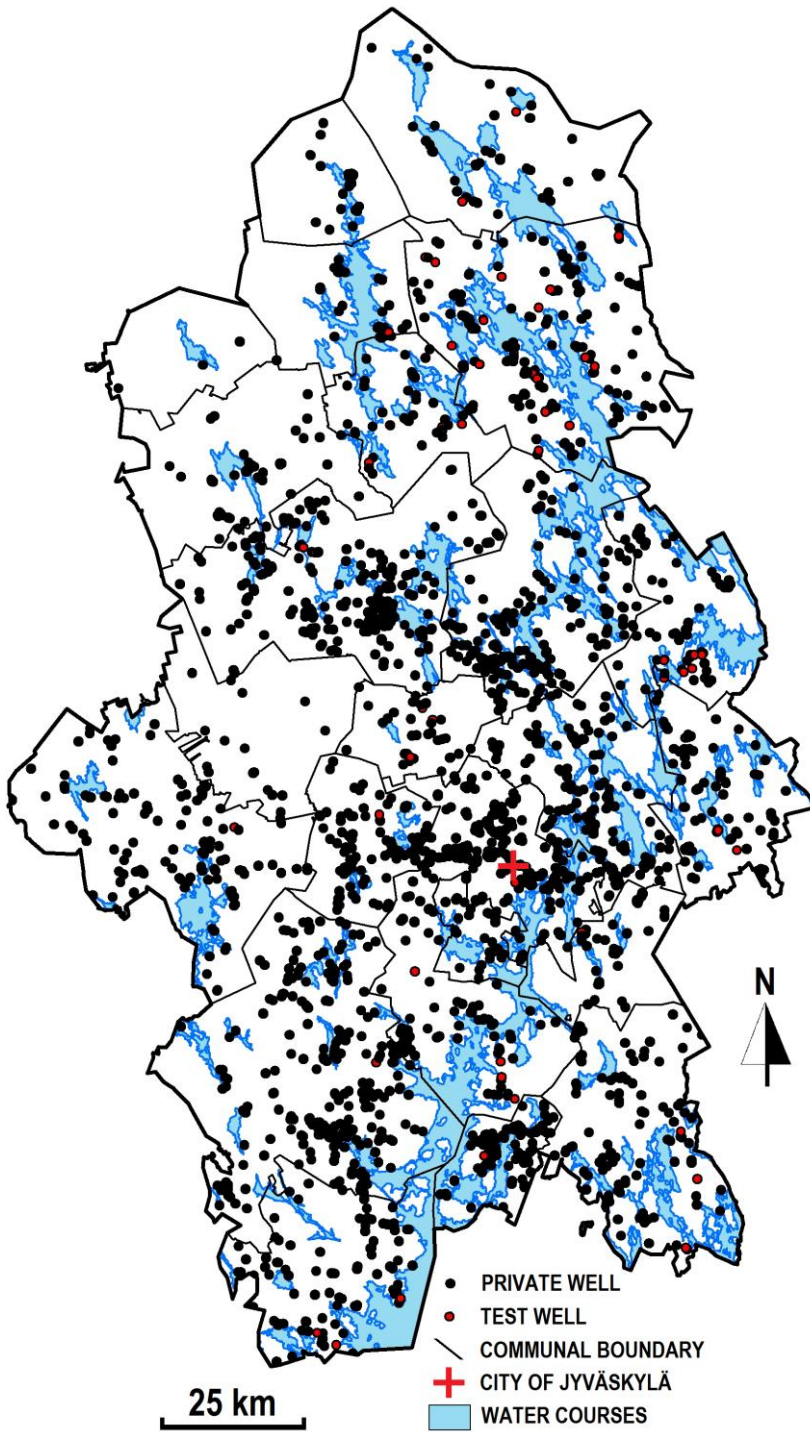 N
PRIVATE WELL
TEST WELL
COMMUNAL BOUNDARY
CITY OF JYVÄSKYLÄ
WATER COURSES
25 km